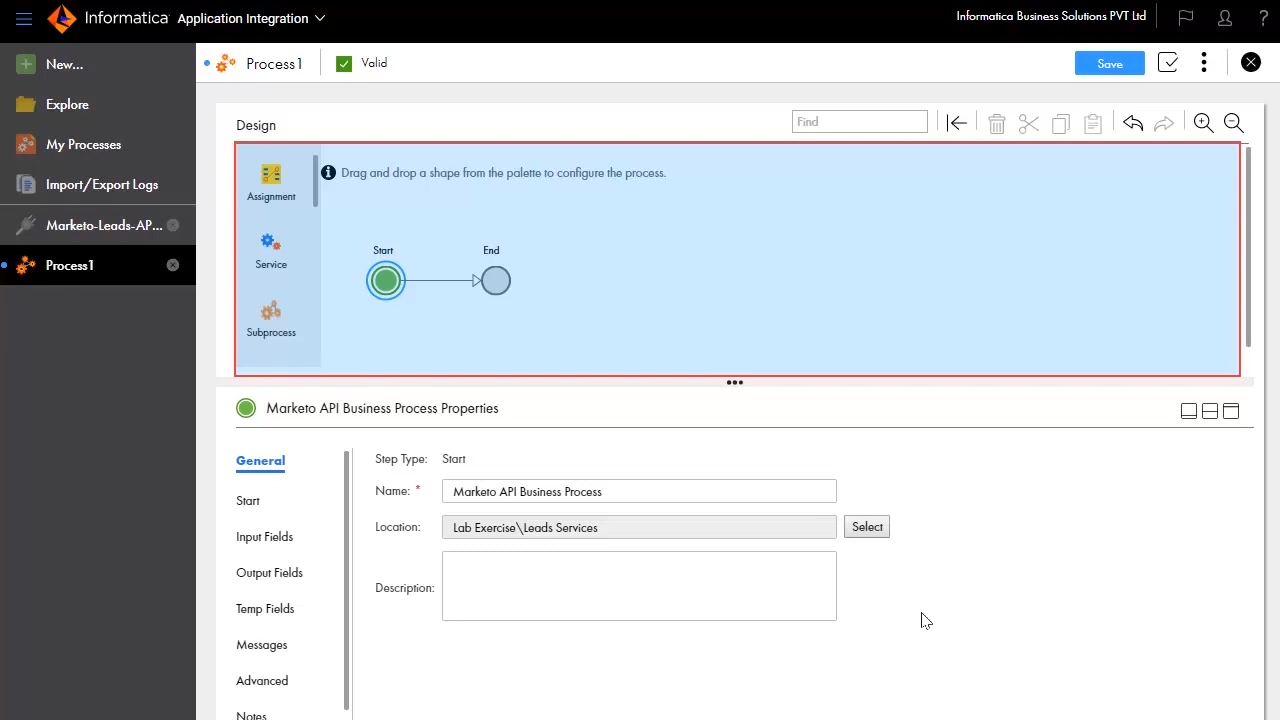 Informatica Application Integration
Informatica Business Solutions PVT Ltd
?
New...
Explore
My Processes
Import/Export Logs
Marketo-Leads-AP...
Process1
Process1
Valid
Save
Design
Find
Drag and drop a shape from the palette to configure the process.
Assignment
Service
Subprocess
Start
End
Marketo API Business Process Properties
General
Start
Input Fields
Output Fields
Temp Fields
Messages
Advanced
Notes
Step Type: Start
Name: * Marketo API Business Process
Location: Lab Exercise\Leads Services Select
Description: